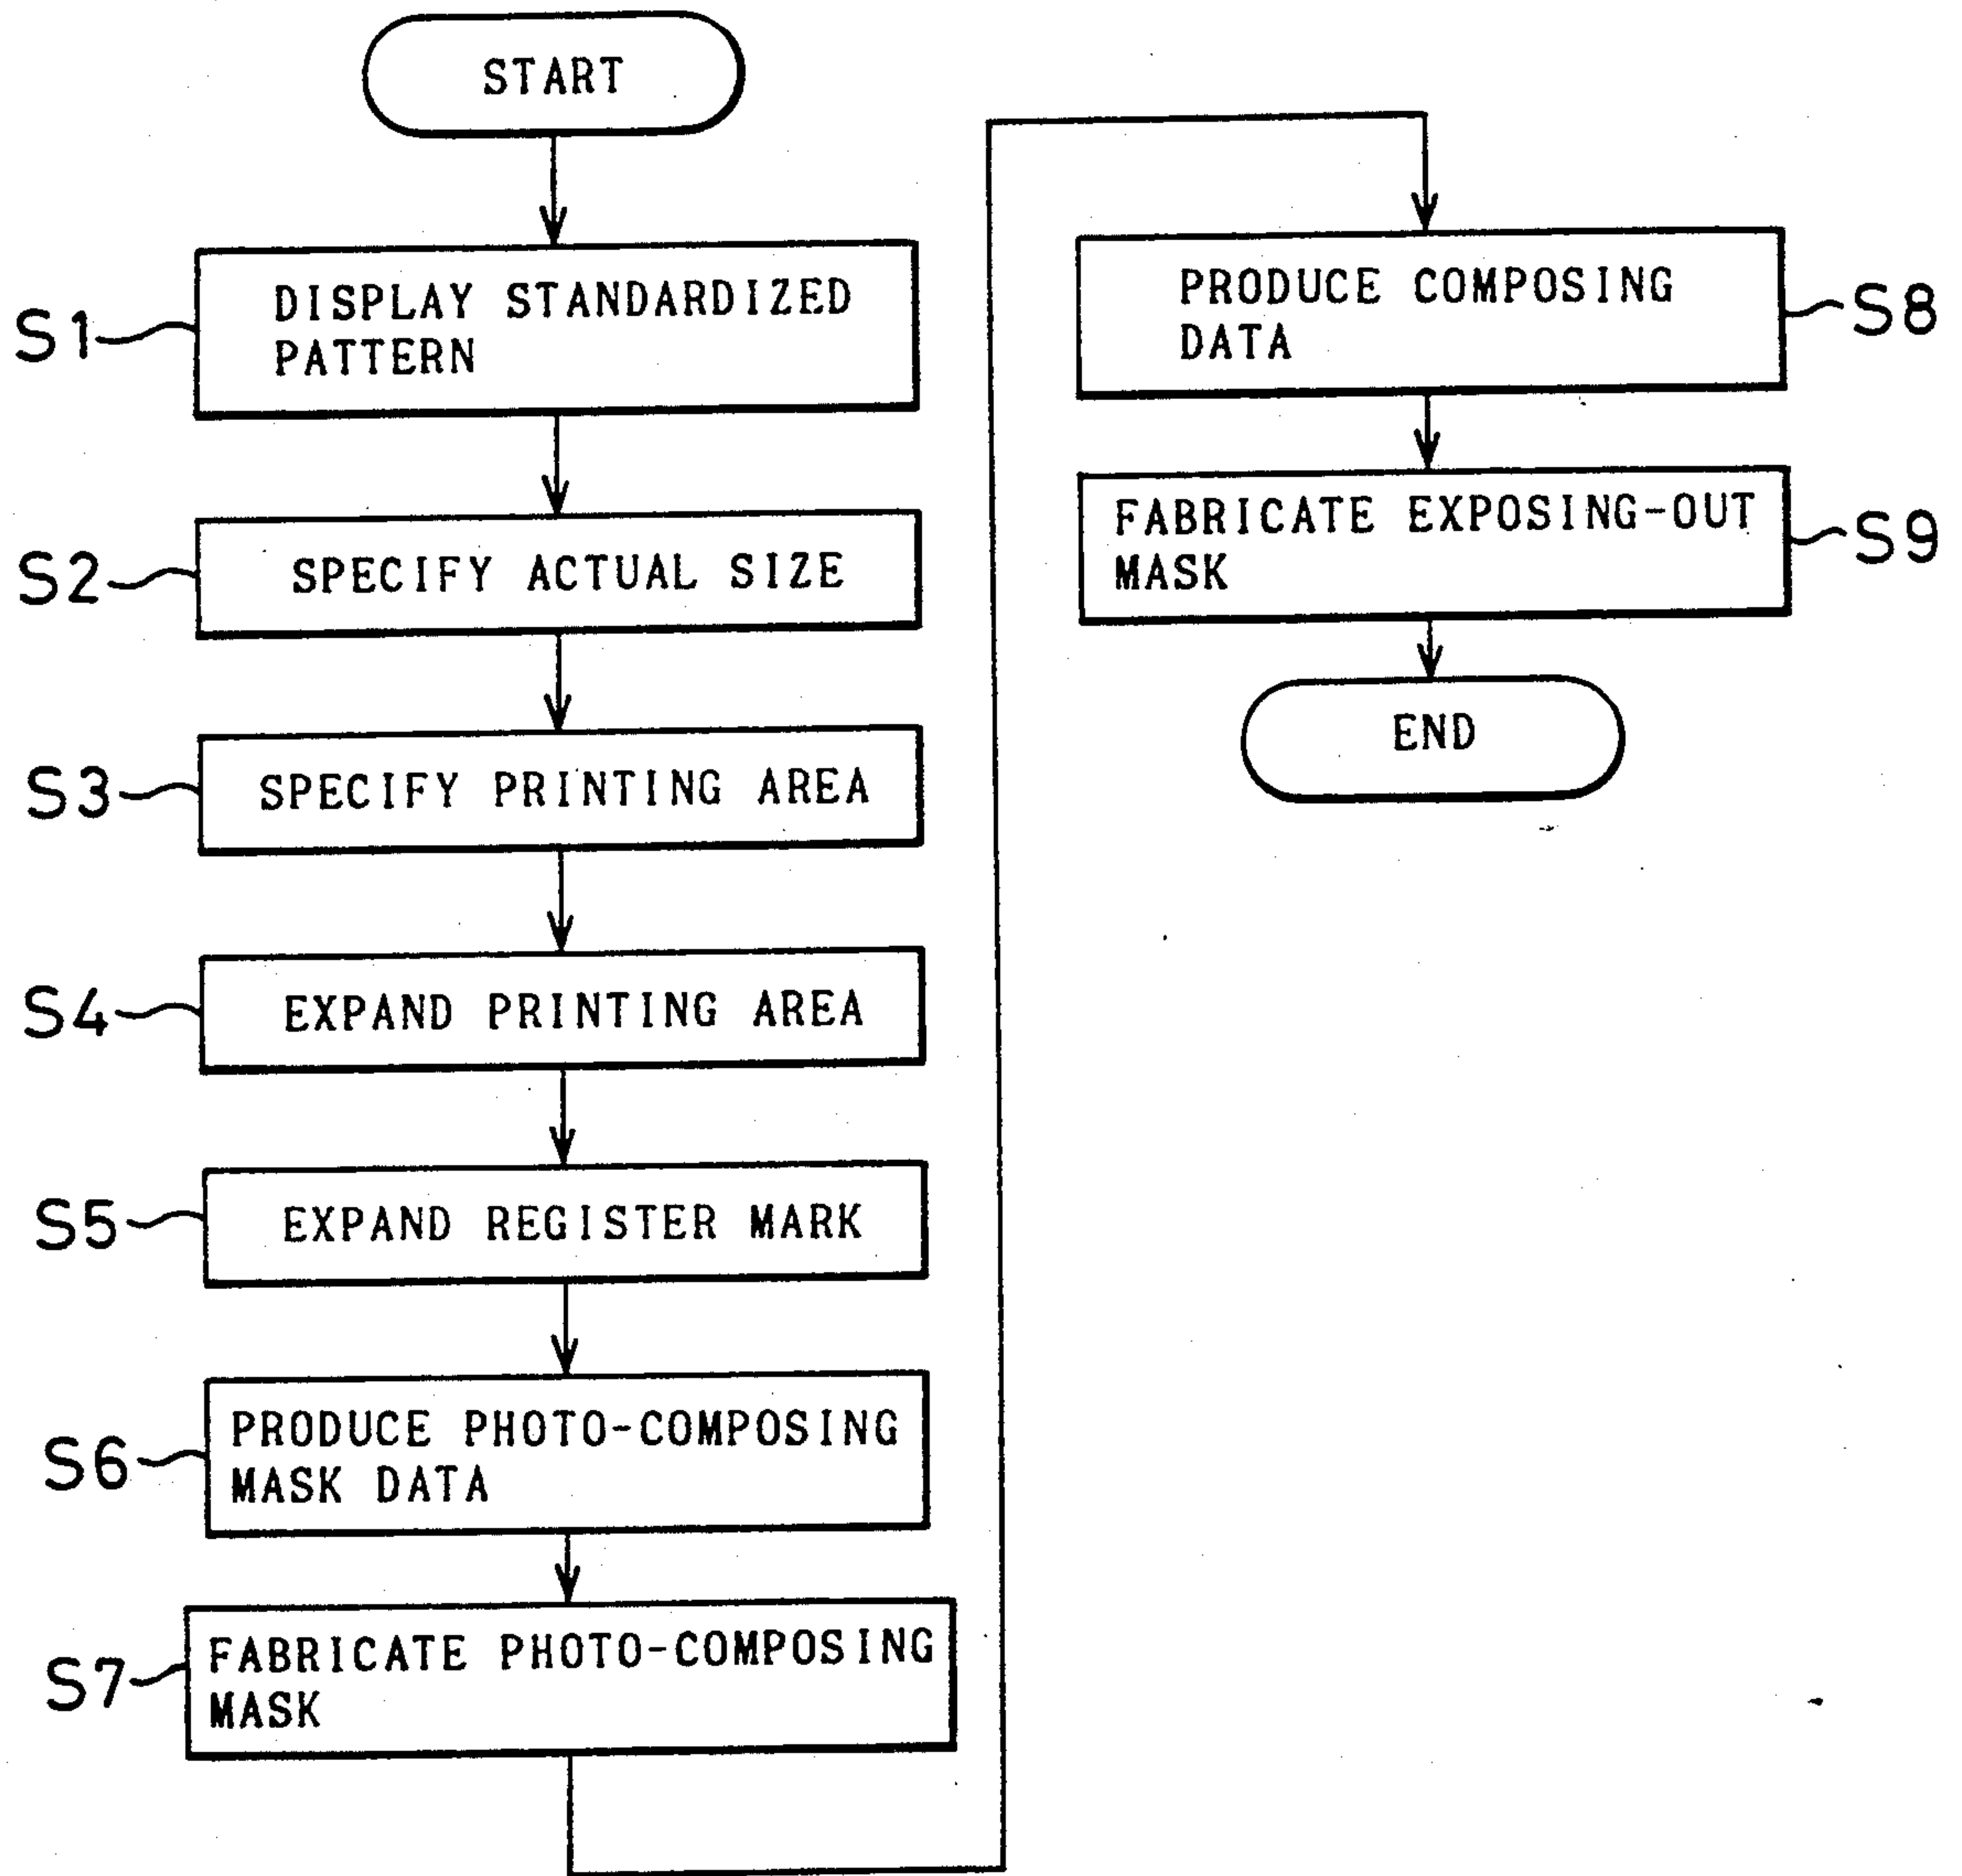 START
S1
DISPLAY STANDARDIZED
PATTERN
S2
SPECIFY ACTUAL SIZE
S3
SPECIFY PRINTING AREA
S4
EXPAND PRINTING AREA
S5
EXPAND REGISTER MARK
S6
PRODUCE PHOTO-COMPOSING
MASK DATA
S7
FABRICATE PHOTO-COMPOSING
MASK
PRODUCE COMPOSING
DATA
S8
FABRICATE EXPOSING-OUT
MASK
S9
END